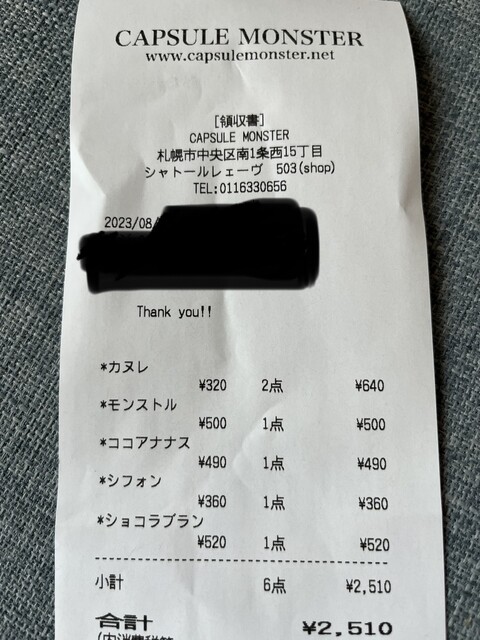 CAPSULE MONSTER
www.capsulemonster.net
[領収書]
CAPSULE MONSTER
札幌市中央区南1条西15丁目
シャトールレェーヴ 503(shop)
TEL:0116330656
2023/08/
Thank you!!
*カヌレ
¥320 2点 ¥640
*モンストル
¥500 1点 ¥500
*ココアナナス
¥490 1点 ¥490
*シフォン
¥360 1点 ¥360
*ショコラブラン
¥520 1点 ¥520
小計 6点 ¥2,510
合計 ¥2,510
(内消費税等